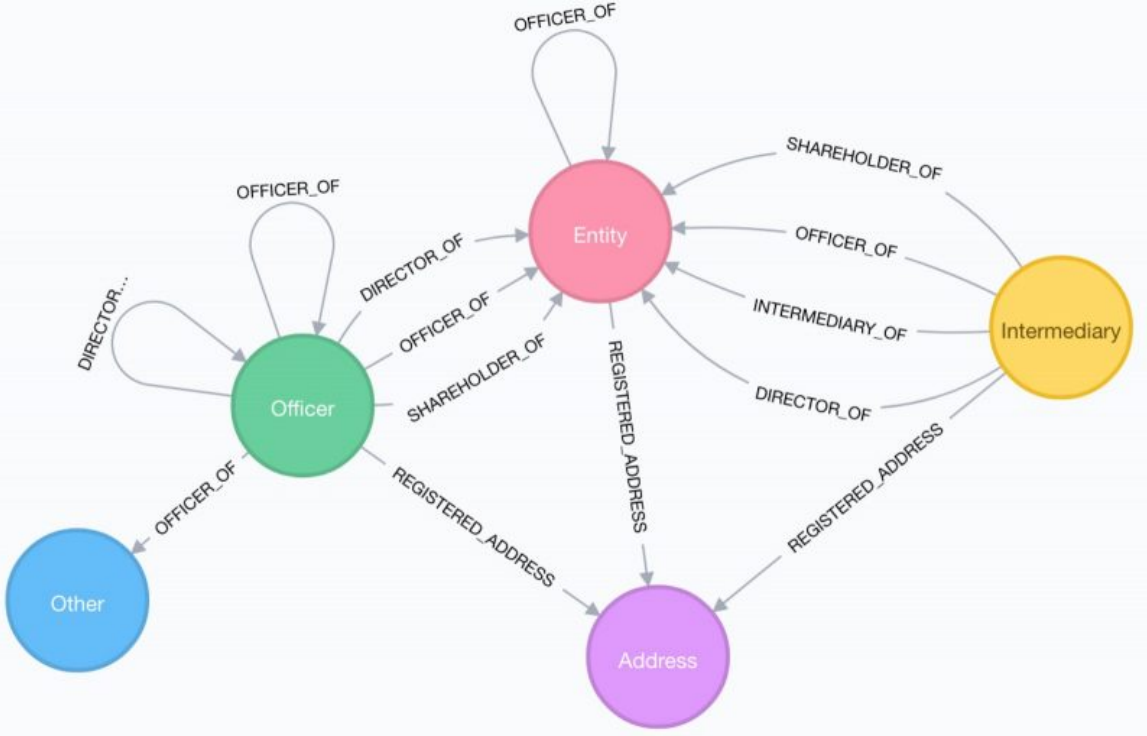 OFFICER_OF
SHAREHOLDER_OF
OFFICER_OF
DIRECTOR_OF
Entity
OFFICER_OF
DIRECTOR...
OFFICER_OF
INTERMEDIARY_OF
Intermediary
SHAREHOLDER_OF
DIRECTOR_OF
Officer
REGISTERED_ADDRESS
REGISTERED_ADDRESS
OFFICER_OF
REGISTERED_ADDRESS
Other
Address